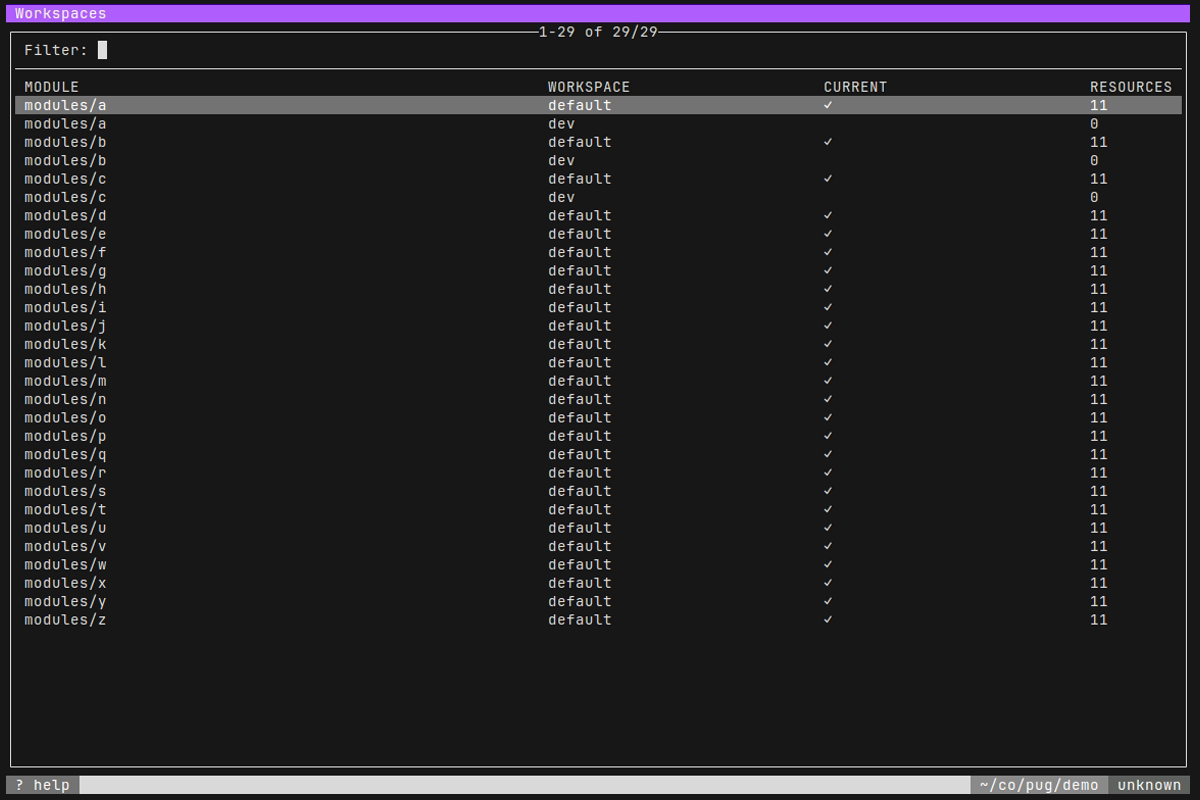 Workspaces
1-29 of 29/29
Filter:
MODULE WORKSPACE CURRENT RESOURCES
modules/a default ✓ 11
modules/a dev 0
modules/b default ✓ 11
modules/b dev 0
modules/c default ✓ 11
modules/c dev 0
modules/d default ✓ 11
modules/e default ✓ 11
modules/f default ✓ 11
modules/g default ✓ 11
modules/h default ✓ 11
modules/i default ✓ 11
modules/j default ✓ 11
modules/k default ✓ 11
modules/l default ✓ 11
modules/m default ✓ 11
modules/n default ✓ 11
modules/o default ✓ 11
modules/p default ✓ 11
modules/q default ✓ 11
modules/r default ✓ 11
modules/s default ✓ 11
modules/t default ✓ 11
modules/u default ✓ 11
modules/v default ✓ 11
modules/w default ✓ 11
modules/x default ✓ 11
modules/y default ✓ 11
modules/z default ✓ 11
? help ~/co/pug/demo unknown